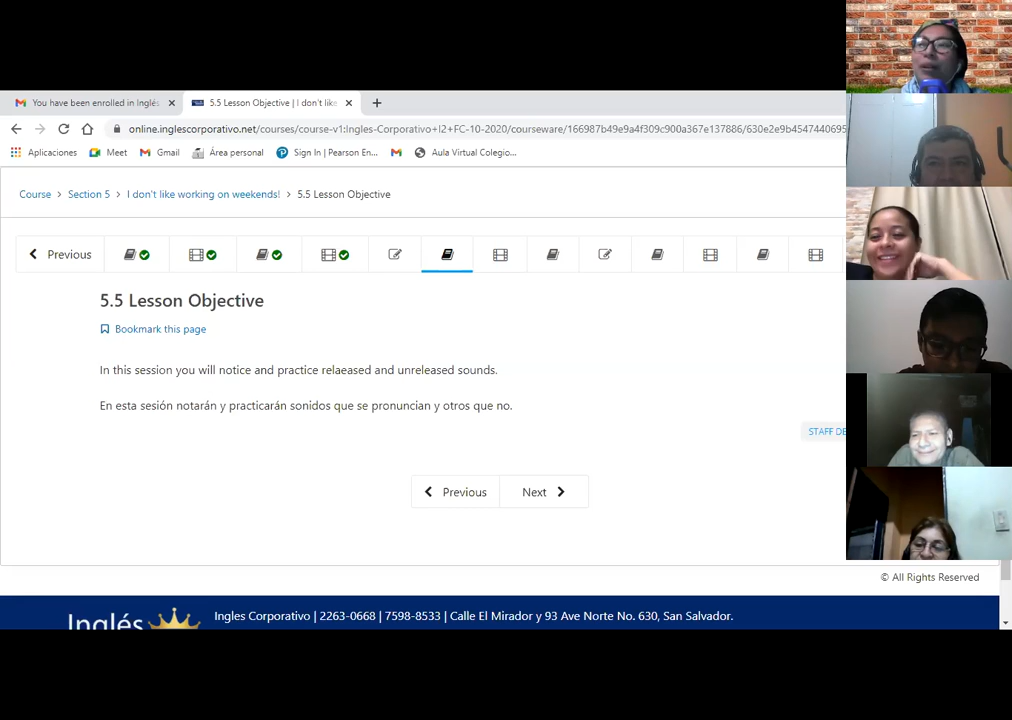 You have been enrolled in Inglés
5.5 Lesson Objective | I don't like
online.inglescorporativo.net/courses/course-v1:Ingles-Corporativo+I2+FC-10-2020/courseware/166987b49e9a4f309c900a367e137886/630e2e9b4547440695
Aplicaciones Meet Gmail Área personal Sign In | Pearson En... Aula Virtual Colegio...
Course > Section 5 > I don't like working on weekends! > 5.5 Lesson Objective
Previous
5.5 Lesson Objective
Bookmark this page
In this session you will notice and practice relaeased and unreleased sounds.
En esta sesión notarán y practicarán sonidos que se pronuncian y otros que no.
STAFF DE
Previous Next
© All Rights Reserved
Inglés
Ingles Corporativo | 2263-0668 | 7598-8533 | Calle El Mirador y 93 Ave Norte No. 630, San Salvador.